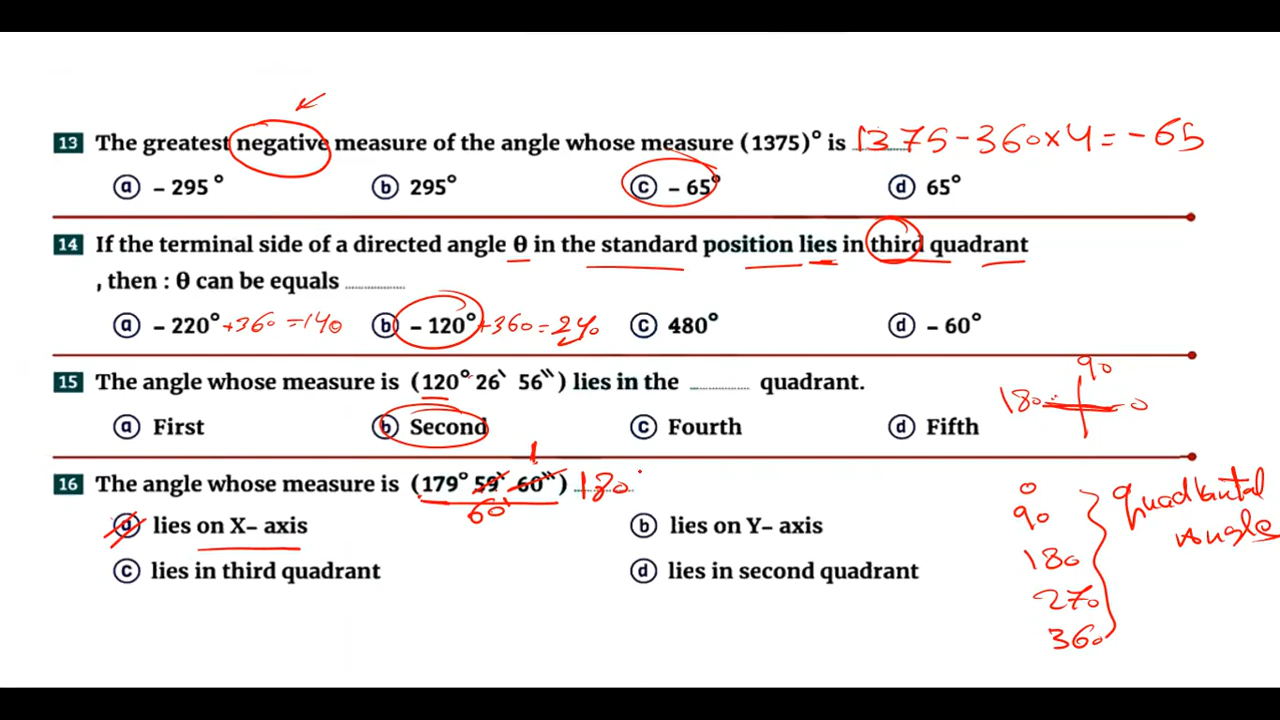 13 The greatest negative measure of the angle whose measure (1375)° is .......... 1375-360×4=-65
a - 295° b 295° c - 65° d 65°
14 If the terminal side of a directed angle θ in the standard position lies in third quadrant
, then : θ can be equals ..............
a - 220° +360=140 b - 120° +360=240 c 480° d - 60°
15 The angle whose measure is (120° 26` 56``) lies in the .............. quadrant.
90
180 0
a First b Second c Fourth d Fifth
1
16 The angle whose measure is (179° 59` 60``) .......... 180°
60`
a lies on X- axis b lies on Y- axis
c lies in third quadrant d lies in second quadrant
0
90
180
270
360
quadrantal
Angle